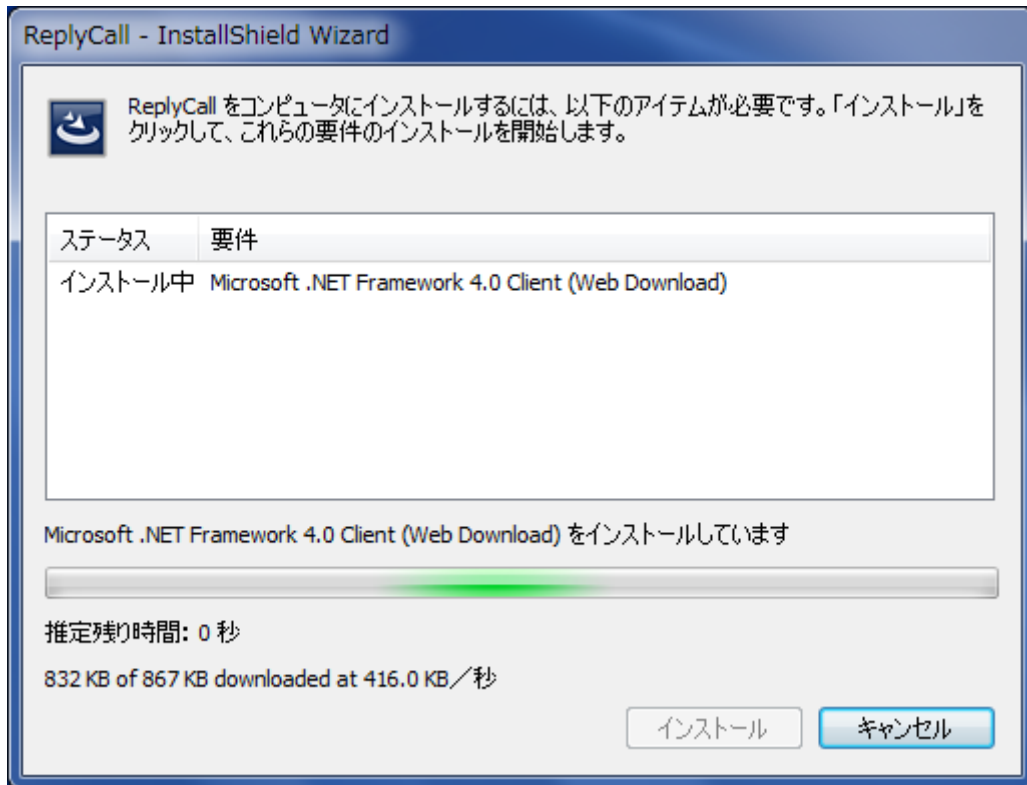 ReplyCall - InstallShield Wizard
ReplyCall をコンピュータにインストールするには、以下のアイテムが必要です。「インストール」を
クリックして、これらの要件のインストールを開始します。
ステータス 要件
インストール中 Microsoft .NET Framework 4.0 Client (Web Download)
Microsoft .NET Framework 4.0 Client (Web Download) をインストールしています
推定残り時間: 0 秒
832 KB of 867 KB downloaded at 416.0 KB／秒
インストール キャンセル